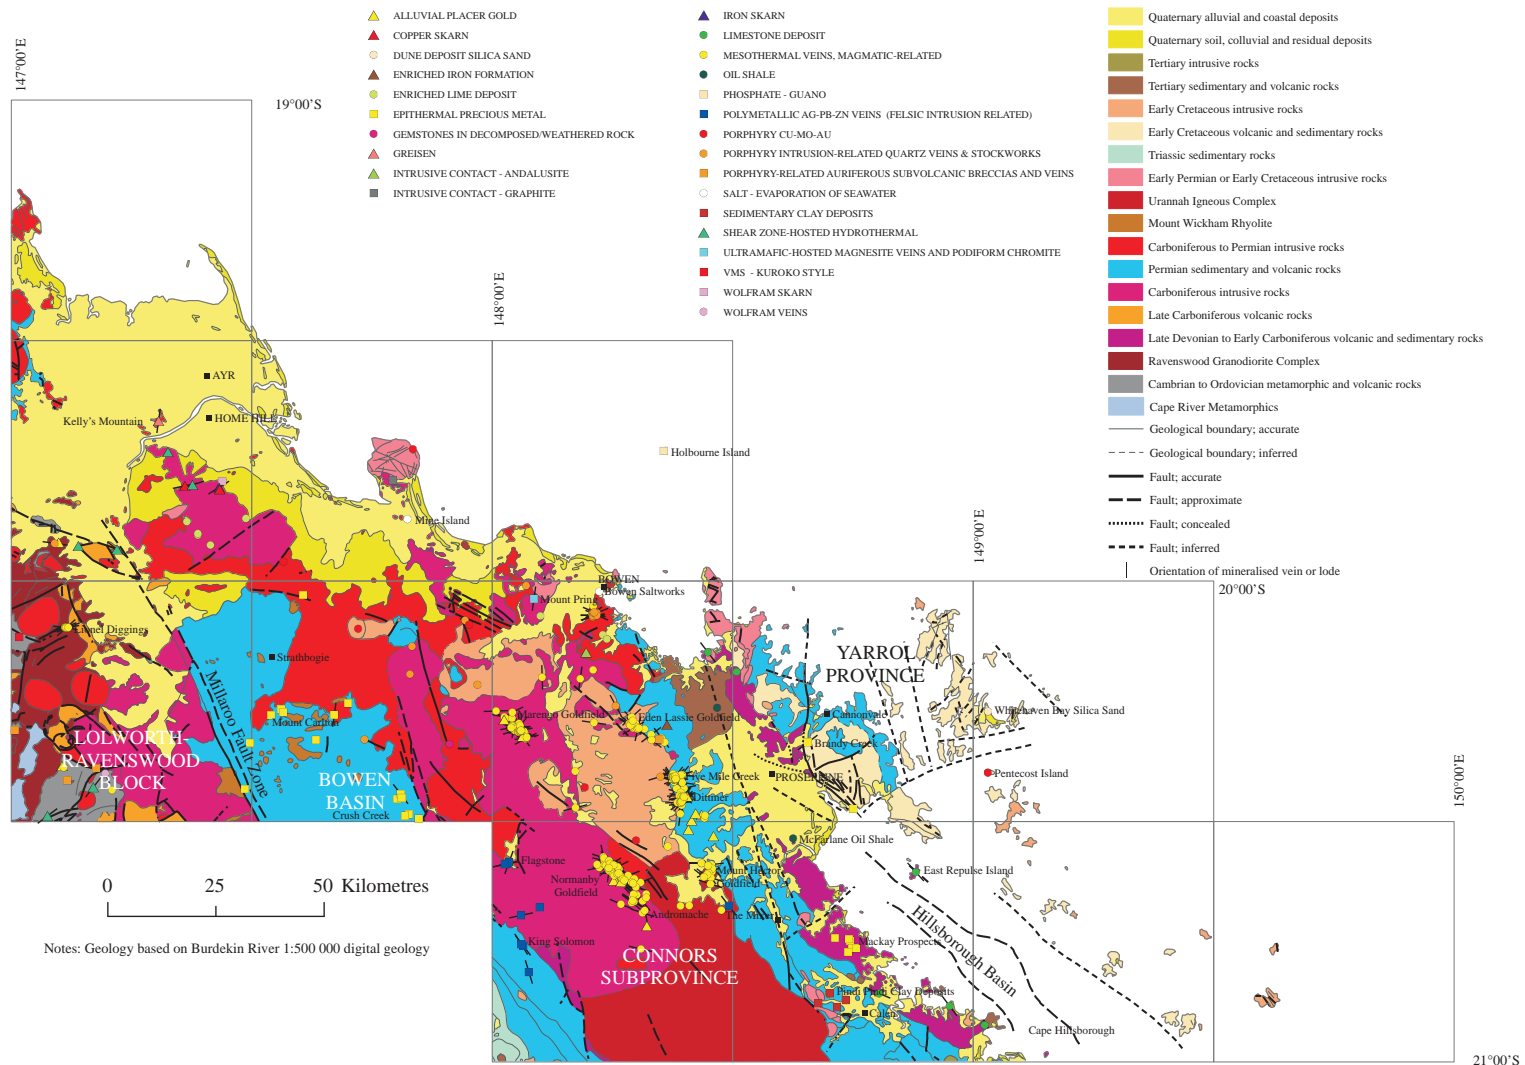 147°00'E
19°00'S
ALLUVIAL PLACER GOLD
COPPER SKARN
DUNE DEPOSIT SILICA SAND
ENRICHED IRON FORMATION
ENRICHED LIME DEPOSIT
EPITHERMAL PRECIOUS METAL
GEMSTONES IN DECOMPOSED/WEATHERED ROCK
GREISEN
INTRUSIVE CONTACT - ANDALUSITE
INTRUSIVE CONTACT - GRAPHITE
IRON SKARN
LIMESTONE DEPOSIT
MESOTHERMAL VEINS, MAGMATIC-RELATED
OIL SHALE
PHOSPHATE - GUANO
POLYMETALLIC AG-PB-ZN VEINS (FELSIC INTRUSION RELATED)
PORPHYRY CU-MO-AU
PORPHYRY INTRUSION-RELATED QUARTZ VEINS & STOCKWORKS
PORPHYRY-RELATED AURIFEROUS SUBVOLCANIC BRECCIAS AND VEINS
SALT - EVAPORATION OF SEAWATER
SEDIMENTARY CLAY DEPOSITS
SHEAR ZONE-HOSTED HYDROTHERMAL
ULTRAMAFIC-HOSTED MAGNESITE VEINS AND PODIFORM CHROMITE
VMS - KUROKO STYLE
WOLFRAM SKARN
WOLFRAM VEINS
Quaternary alluvial and coastal deposits
Quaternary soil, colluvial and residual deposits
Tertiary intrusive rocks
Tertiary sedimentary and volcanic rocks
Early Cretaceous intrusive rocks
Early Cretaceous volcanic and sedimentary rocks
Triassic sedimentary rocks
Early Permian or Early Cretaceous intrusive rocks
Urannah Igneous Complex
Mount Wickham Rhyolite
Carboniferous to Permian intrusive rocks
Permian sedimentary and volcanic rocks
Carboniferous intrusive rocks
Late Carboniferous volcanic rocks
Late Devonian to Early Carboniferous volcanic and sedimentary rocks
Ravenswood Granodiorite Complex
Cambrian to Ordovician metamorphic and volcanic rocks
Cape River Metamorphics
Geological boundary; accurate
Geological boundary; inferred
Fault; accurate
Fault; approximate
Fault; concealed
Fault; inferred
Orientation of mineralised vein or lode
148°00'E
149°00'E
20°00'S
150°00'E
21°00'S
AYR
HOME HILL
Kelly's Mountain
Holbourne Island
Mine Island
BOWEN
Bowen Saltworks
Mount Pring
Lionel Diggings
Strathbogie
Millaroo Fault Zone
YARROL
PROVINCE
Whitehaven Bay Silica Sand
Cannonvale
Marengo Goldfield
Eden Lassie Goldfield
Mount Carlton
Brandy Creek
LOLWORTH-
RAVENSWOOD
BLOCK
BOWEN
BASIN
Crush Creek
Five Mile Creek
PROSERPINE
Pentecost Island
Dittmer
McFarlane Oil Shale
Flagstone
Normanby
Goldfield
Mount Hector
Goldfield
East Repulse Island
Andromache
The Miner
Hillsborough Basin
King Solomon
CONNORS
SUBPROVINCE
Mackay Prospects
Pindi Pindi Clay Deposits
Calen
Cape Hillsborough
0 25 50 Kilometres
Notes: Geology based on Burdekin River 1:500 000 digital geology